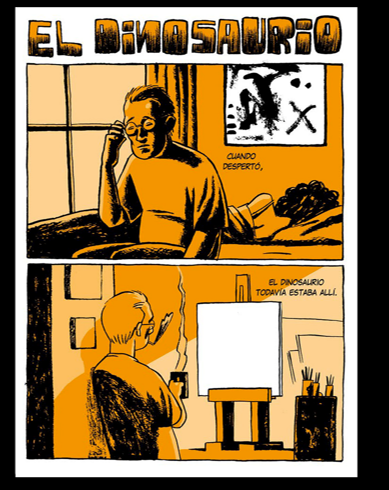 EL DINOSAURIO
CUANDO
DESPERTÓ,
EL DINOSAURIO
TODAVÍA ESTABA ALLÍ.